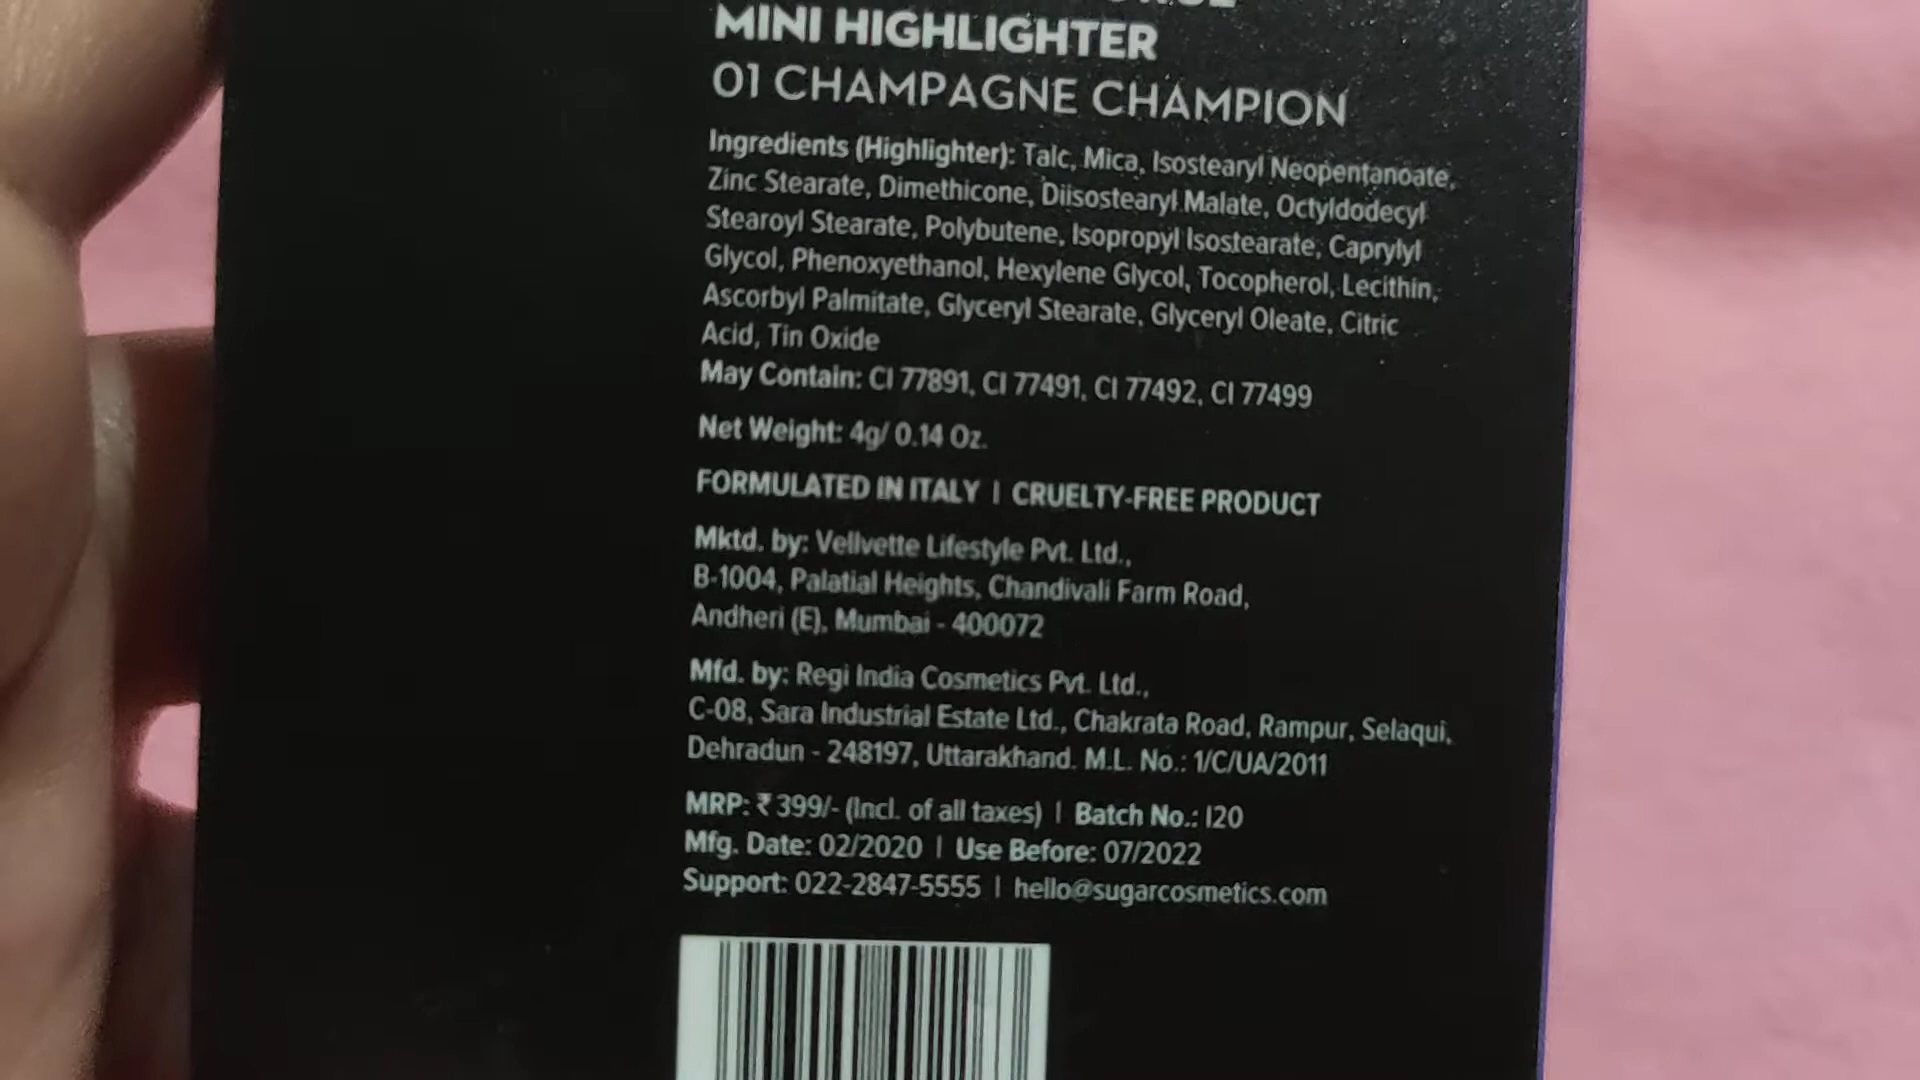 MINI HIGHLIGHTER
01 CHAMPAGNE CHAMPION
Ingredients (Highlighter): Talc, Mica, Isostearyl Neopentanoate,
Zinc Stearate, Dimethicone, Diisostearyl Malate, Octyldodecyl
Stearoyl Stearate, Polybutene, Isopropyl Isostearate, Caprylyl
Glycol, Phenoxyethanol, Hexylene Glycol, Tocopherol, Lecithin,
Ascorbyl Palmitate, Glyceryl Stearate, Glyceryl Oleate, Citric
Acid, Tin Oxide
May Contain: CI 77891, CI 77491, CI 77492, CI 77499
Net Weight: 4g/ 0.14 Oz.
FORMULATED IN ITALY | CRUELTY-FREE PRODUCT
Mktd. by: Vellvette Lifestyle Pvt. Ltd.,
B-1004, Palatial Heights, Chandivali Farm Road,
Andheri (E), Mumbai - 400072
Mfd. by: Regi India Cosmetics Pvt. Ltd.,
C-08, Sara Industrial Estate Ltd., Chakrata Road, Rampur, Selaqui,
Dehradun - 248197, Uttarakhand. M.L. No.: 1/C/UA/2011
MRP: ₹ 399/- (Incl. of all taxes) | Batch No.: I20
Mfg. Date: 02/2020 | Use Before: 07/2022
Support: 022-2847-5555 | hello@sugarcosmetics.com